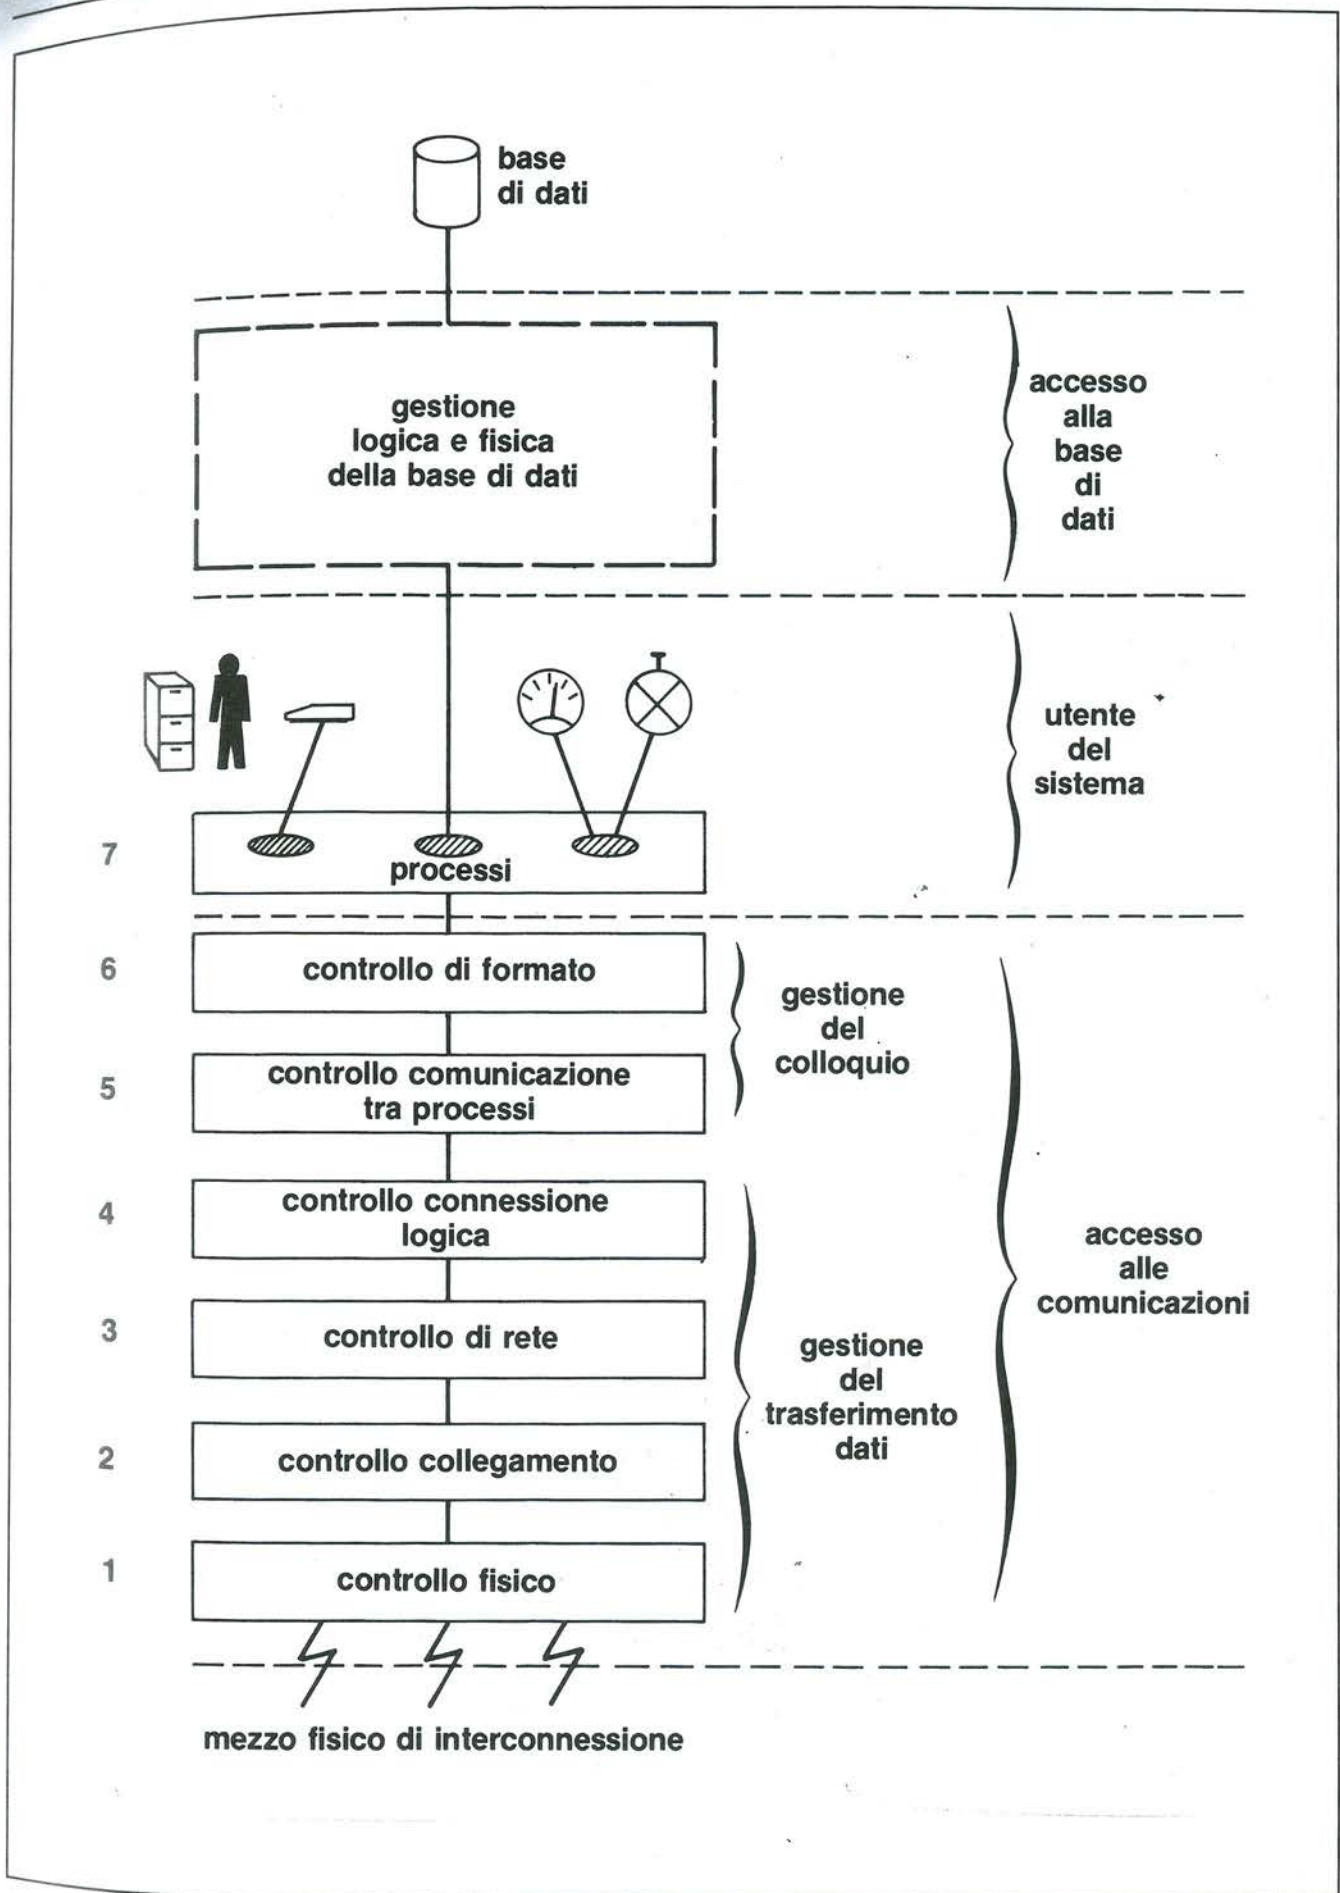 base
di dati
gestione
logica e fisica
della base di dati
accesso
alla
base
di
dati
utente
del
sistema
7
processi
6
controllo di formato
gestione
del
colloquio
5
controllo comunicazione
tra processi
4
controllo connessione
logica
accesso
alle
comunicazioni
3
controllo di rete
gestione
del
trasferimento
dati
2
controllo collegamento
1
controllo fisico
mezzo fisico di interconnessione